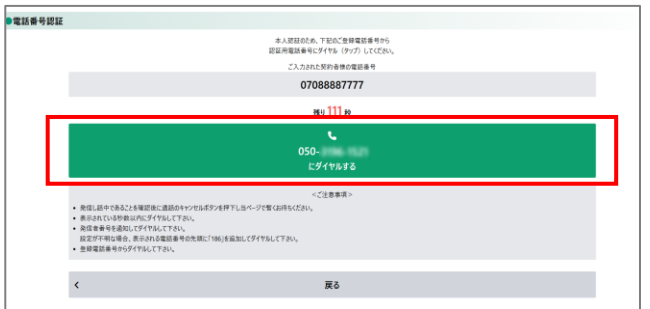 電話番号認証
本人認証のため、下記のご登録電話番号から
認証用電話番号にダイヤル（タップ）してください。
ご入力された契約者様の電話番号
07088887777
残り 111 秒
050-
にダイヤルする
<ご注意事項>
• 発信し話中であることを確認後に通話のキャンセルボタンを押下し当ページで暫くお待ちください。
• 表示されている秒数以内にダイヤルして下さい。
• 発信者番号を通知してダイヤルして下さい。
設定が不明な場合、表示される電話番号の先頭に「186」を追加してダイヤルして下さい。
• 登録電話番号からダイヤルして下さい。
< 戻る